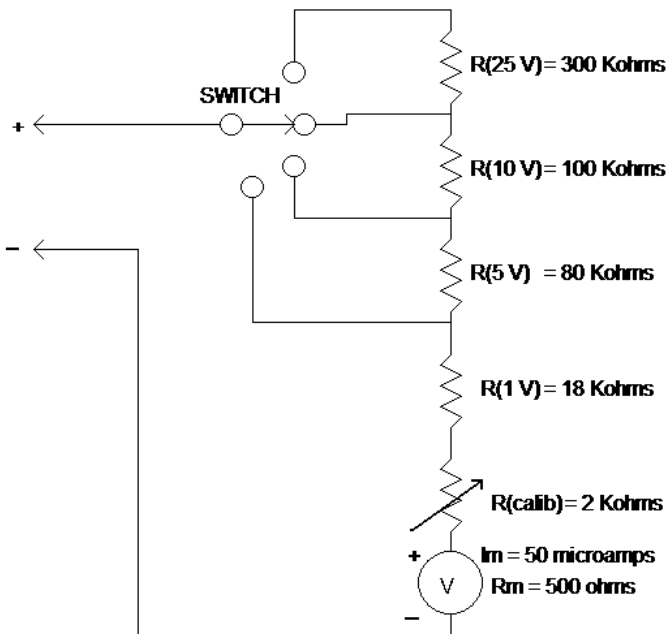 R(25 V)= 300 Kohms
SWITCH
+
R(10 V)= 100 Kohms
−
R(5 V) = 80 Kohms
R(1 V)= 18 Kohms
R(calib)= 2 Kohms
+
Im = 50 microamps
V
Rm = 500 ohms
−